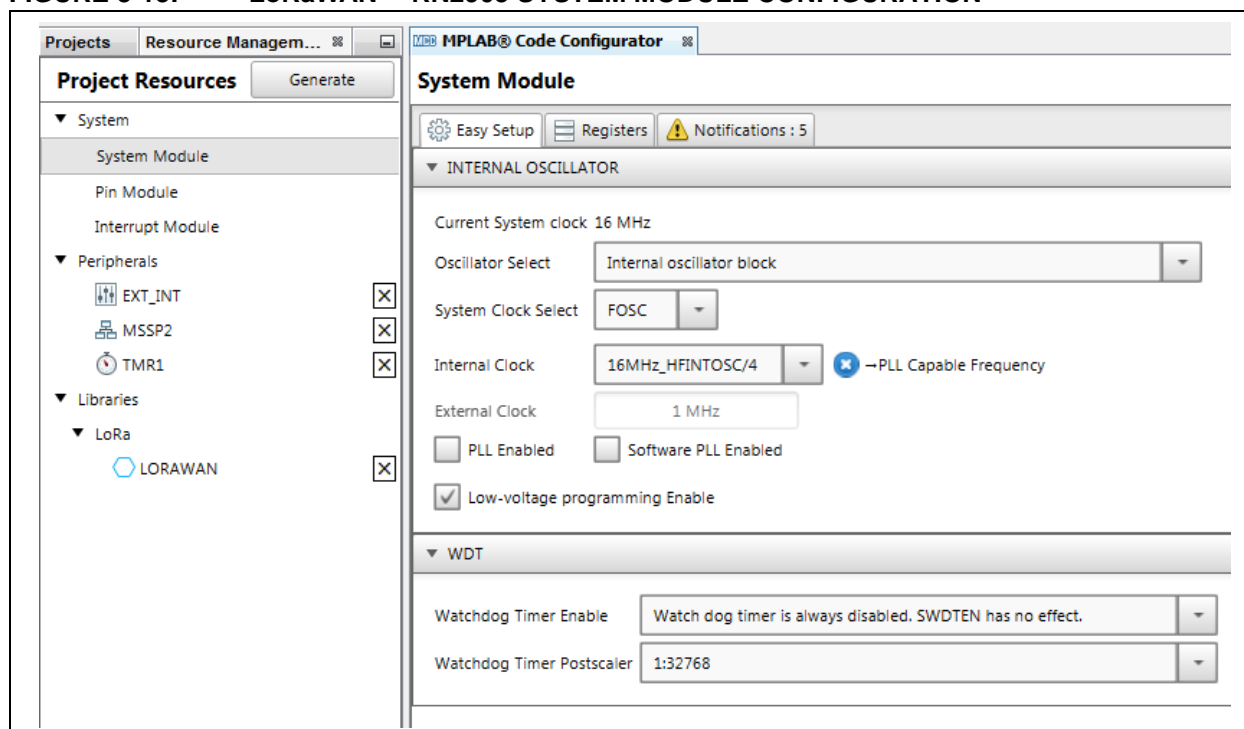 Projects
Resource Managem...
Project Resources
Generate
System
System Module
Pin Module
Interrupt Module
Peripherals
EXT_INT
MSSP2
TMR1
Libraries
LoRa
LORAWAN
MPLAB® Code Configurator
System Module
Easy Setup
Registers
Notifications : 5
INTERNAL OSCILLATOR
Current System clock 16 MHz
Oscillator Select
Internal oscillator block
System Clock Select
FOSC
Internal Clock
16MHz_HFINTOSC/4
→PLL Capable Frequency
External Clock
1 MHz
PLL Enabled
Software PLL Enabled
Low-voltage programming Enable
WDT
Watchdog Timer Enable
Watch dog timer is always disabled. SWDTEN has no effect.
Watchdog Timer Postscaler
1:32768